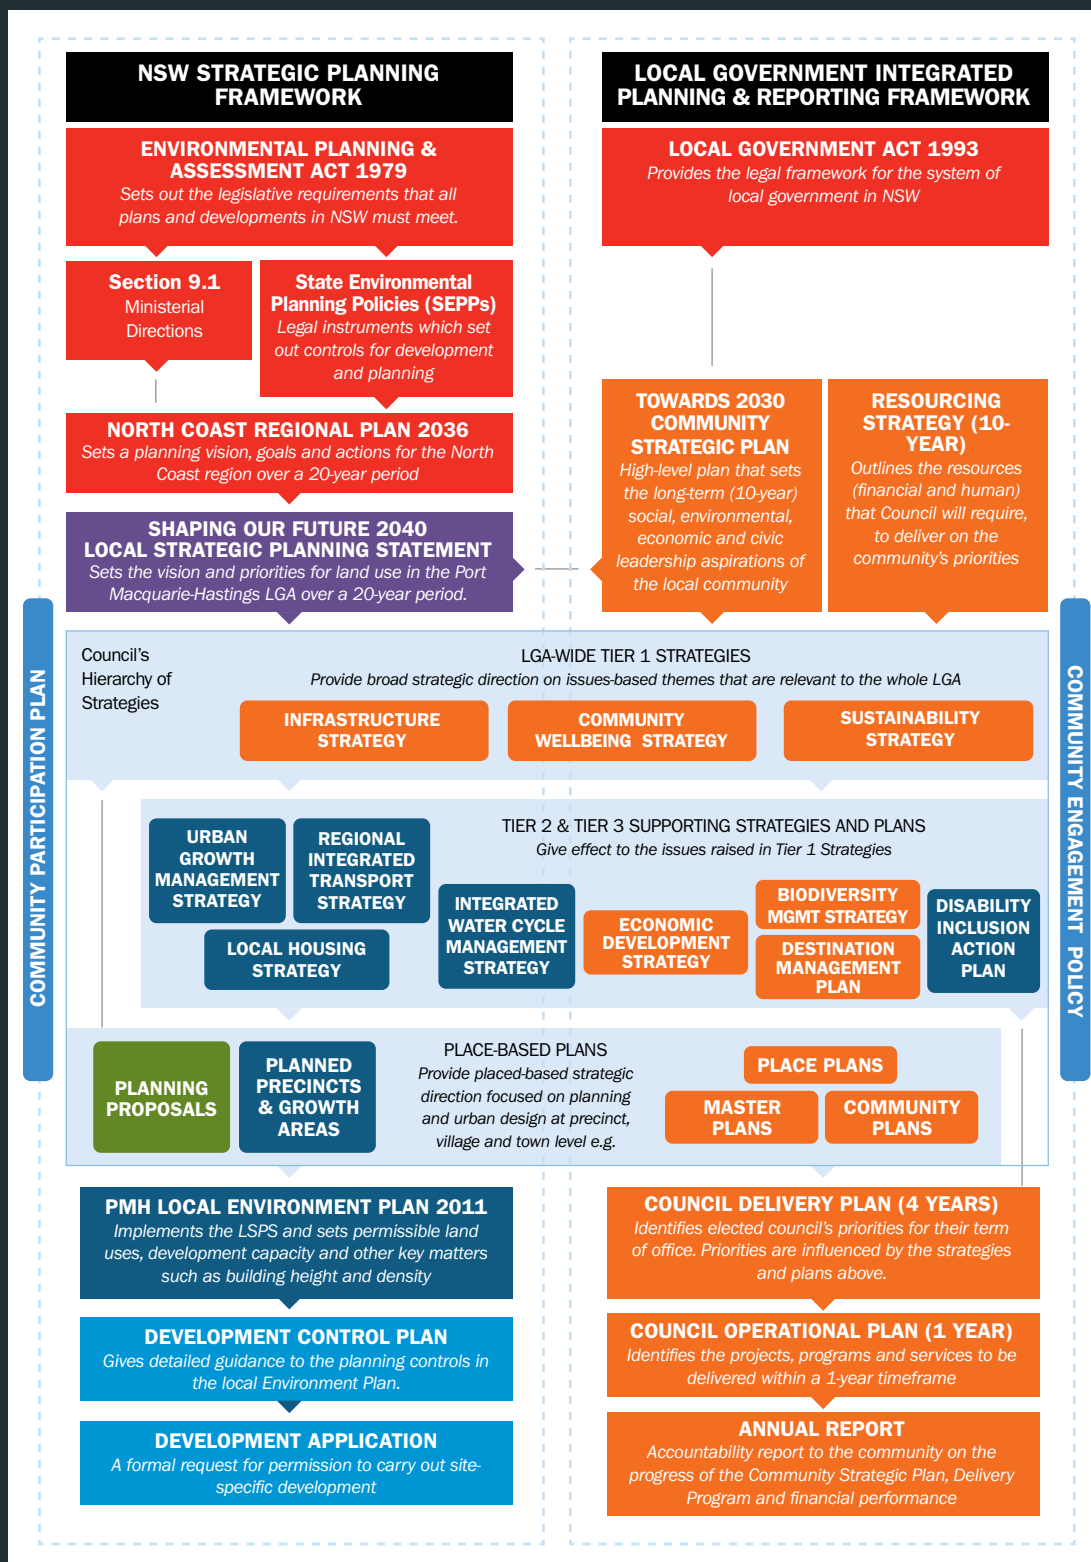 NSW STRATEGIC PLANNING
FRAMEWORK
ENVIRONMENTAL PLANNING &
ASSESSMENT ACT 1979
Sets out the legislative requirements that all
plans and developments in NSW must meet.
Section 9.1
Ministerial
Directions
State Environmental
Planning Policies (SEPPs)
Legal instruments which set
out controls for development
and planning
NORTH COAST REGIONAL PLAN 2036
Sets a planning vision, goals and actions for the North
Coast region over a 20-year period
SHAPING OUR FUTURE 2040
LOCAL STRATEGIC PLANNING STATEMENT
Sets the vision and priorities for land use in the Port
Macquarie-Hastings LGA over a 20-year period.
LOCAL GOVERNMENT INTEGRATED
PLANNING & REPORTING FRAMEWORK
LOCAL GOVERNMENT ACT 1993
Provides the legal framework for the system of
local government in NSW
TOWARDS 2030
COMMUNITY
STRATEGIC PLAN
High-level plan that sets
the long-term (10-year)
social, environmental,
economic and civic
leadership aspirations of
the local community
RESOURCING
STRATEGY (10-
YEAR)
Outlines the resources
(financial and human)
that Council will require,
to deliver on the
community's priorities
COMMUNITY PARTICIPATION PLAN
COMMUNITY ENGAGEMENT POLICY
Council's
Hierarchy of
Strategies
LGA-WIDE TIER 1 STRATEGIES
Provide broad strategic direction on issues-based themes that are relevant to the whole LGA
INFRASTRUCTURE
STRATEGY
COMMUNITY
WELLBEING STRATEGY
SUSTAINABILITY
STRATEGY
TIER 2 & TIER 3 SUPPORTING STRATEGIES AND PLANS
Give effect to the issues raised in Tier 1 Strategies
URBAN
GROWTH
MANAGEMENT
STRATEGY
REGIONAL
INTEGRATED
TRANSPORT
STRATEGY
LOCAL HOUSING
STRATEGY
INTEGRATED
WATER CYCLE
MANAGEMENT
STRATEGY
ECONOMIC
DEVELOPMENT
STRATEGY
BIODIVERSITY
MGMT STRATEGY
DESTINATION
MANAGEMENT
PLAN
DISABILITY
INCLUSION
ACTION
PLAN
PLANNING
PROPOSALS
PLANNED
PRECINCTS
& GROWTH
AREAS
PLACE-BASED PLANS
Provide placed-based strategic
direction focused on planning
and urban design at precinct,
village and town level e.g.
PLACE PLANS
MASTER
PLANS
COMMUNITY
PLANS
PMH LOCAL ENVIRONMENT PLAN 2011
Implements the LSPS and sets permissible land
uses, development capacity and other key matters
such as building height and density
DEVELOPMENT CONTROL PLAN
Gives detailed guidance to the planning controls in
the local Environment Plan.
DEVELOPMENT APPLICATION
A formal request for permission to carry out site-
specific development
COUNCIL DELIVERY PLAN (4 YEARS)
Identifies elected council's priorities for their term
of office. Priorities are influenced by the strategies
and plans above.
COUNCIL OPERATIONAL PLAN (1 YEAR)
Identifies the projects, programs and services to be
delivered within a 1-year timeframe
ANNUAL REPORT
Accountability report to the community on the
progress of the Community Strategic Plan, Delivery
Program and financial performance